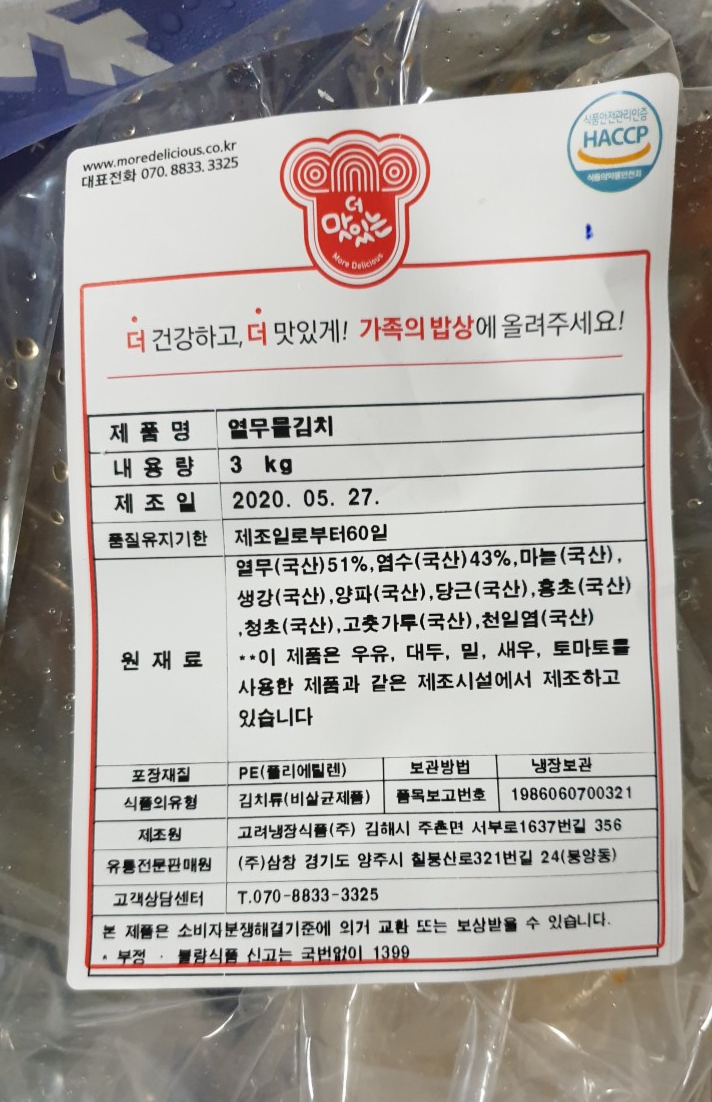 www.moredelicious.co.kr
대표전화 070. 8833. 3325
식품안전관리인증
HACCP
식품의약품안전처
더
맛있는
More Delicious
더 건강하고, 더 맛있게! 가족의 밥상에 올려주세요!
제 품 명 열무물김치
내 용 량 3 kg
제 조 일 2020. 05. 27.
품질유지기한 제조일로부터60일
원 재 료 열무(국산)51%,염수(국산)43%,마늘(국산),
생강(국산),양파(국산),당근(국산),홍초(국산)
,청초(국산),고춧가루(국산),천일염(국산)
**이 제품은 우유, 대두, 밀, 새우, 토마토를
사용한 제품과 같은 제조시설에서 제조하고
있습니다
포장재질 PE(폴리에틸렌) 보관방법 냉장보관
식품의유형 김치류(비살균제품) 품목보고번호 1986060700321
제조원 고려냉장식품(주) 김해시 주촌면 서부로1637번길 356
유통전문판매원 (주)삼창 경기도 양주시 칠봉산로321번길 24(봉양동)
고객상담센터 T.070-8833-3325
본 제품은 소비자분쟁해결기준에 의거 교환 또는 보상받을 수 있습니다.
* 부정 · 불량식품 신고는 국번없이 1399